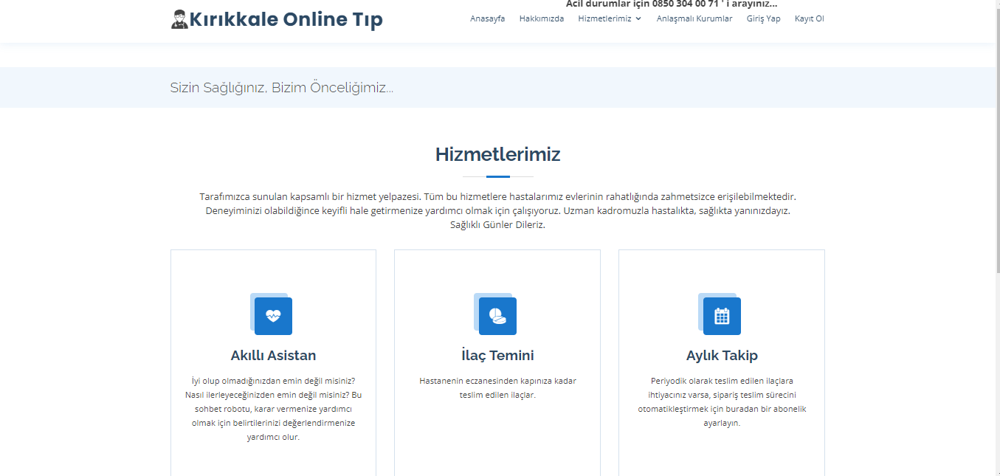 Acil durumlar için 0850 304 00 71 ' i arayınız...
Kırıkkale Online Tıp
Anasayfa Hakkımızda Hizmetlerimiz Anlaşmalı Kurumlar Giriş Yap Kayıt Ol
Sizin Sağlığınız, Bizim Önceliğimiz...
Hizmetlerimiz
Tarafımızca sunulan kapsamlı bir hizmet yelpazesi. Tüm bu hizmetlere hastalarımız evlerinin rahatlığında zahmetsizce erişilebilmektedir.
Deneyiminizi olabildiğince keyifli hale getirmenize yardımcı olmak için çalışıyoruz. Uzman kadromuzla hastalıkta, sağlıkta yanınızdayız.
Sağlıklı Günler Dileriz.
Akıllı Asistan
İyi olup olmadığınızdan emin değil misiniz?
Nasıl ilerleyeceğinizden emin değil misiniz? Bu
sohbet robotu, karar vermenize yardımcı
olmak için belirtilerinizi değerlendirmenize
yardımcı olur.
İlaç Temini
Hastanenin eczanesinden kapınıza kadar
teslim edilen ilaçlar.
Aylık Takip
Periyodik olarak teslim edilen ilaçlara
ihtiyacınız varsa, sipariş teslim sürecini
otomatikleştirmek için buradan bir abonelik
ayarlayın.